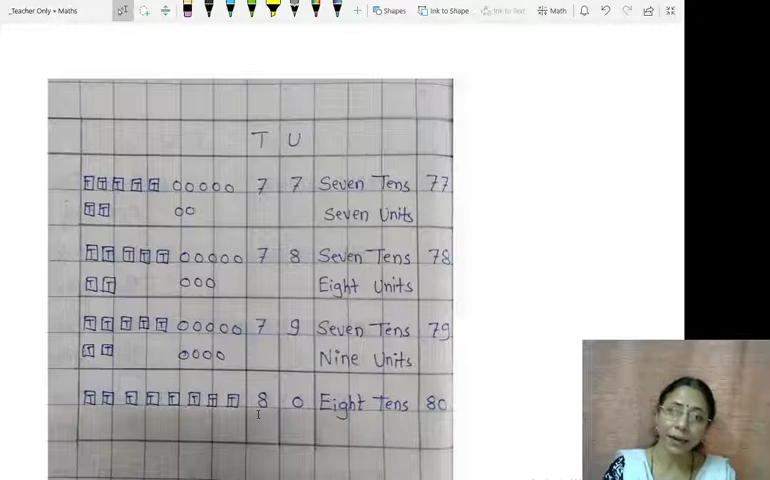 _Teacher Only • Maths
Shapes Ink to Shape Ink to Text Math
T U
T T T T T 7 7 Seven Tens 77
T T Seven Units
T T T T T 7 8 Seven Tens 78
T T Eight Units
T T T T T 7 9 Seven Tens 79
T T Nine Units
T T T T T T T T 8 0 Eight Tens 80